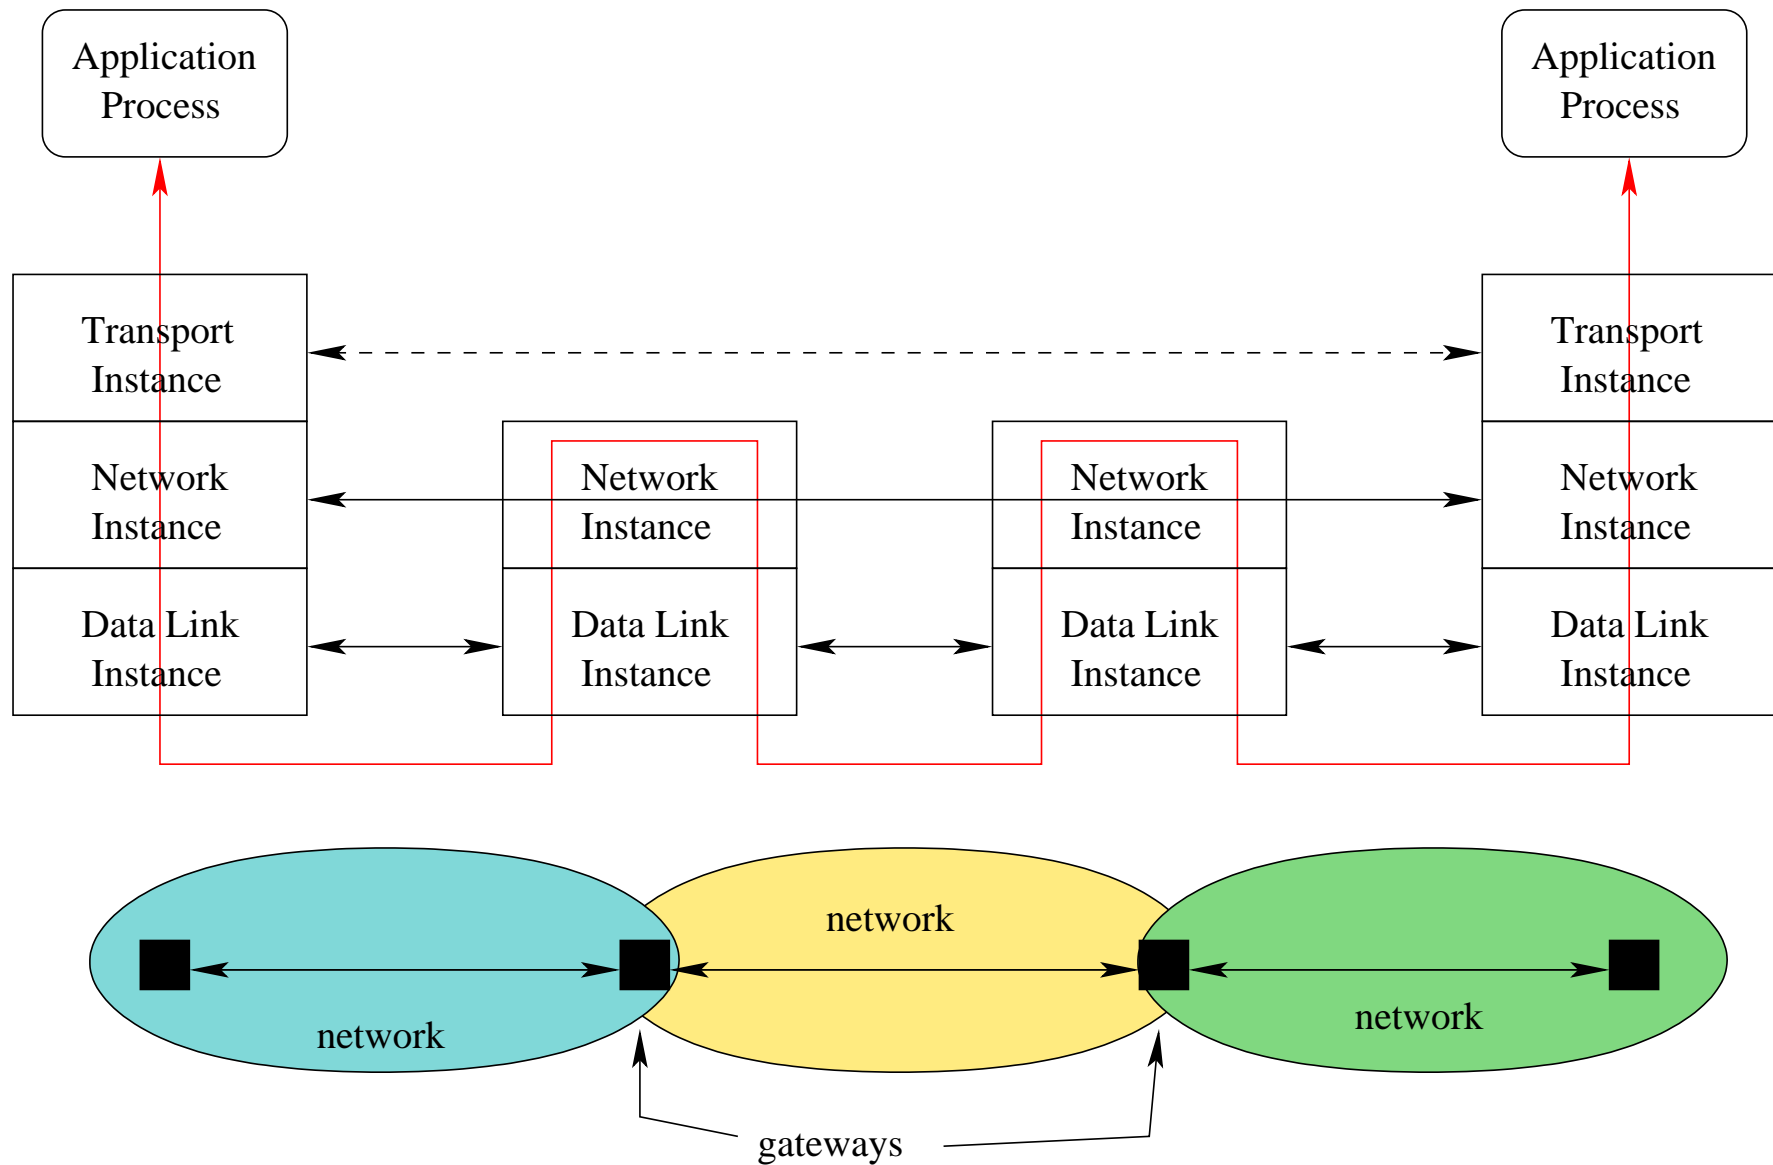 Application
Process
Application
Process
Transport
Instance
Transport
Instance
Network
Instance
Network
Instance
Network
Instance
Network
Instance
Data Link
Instance
Data Link
Instance
Data Link
Instance
Data Link
Instance
network
network
network
gateways